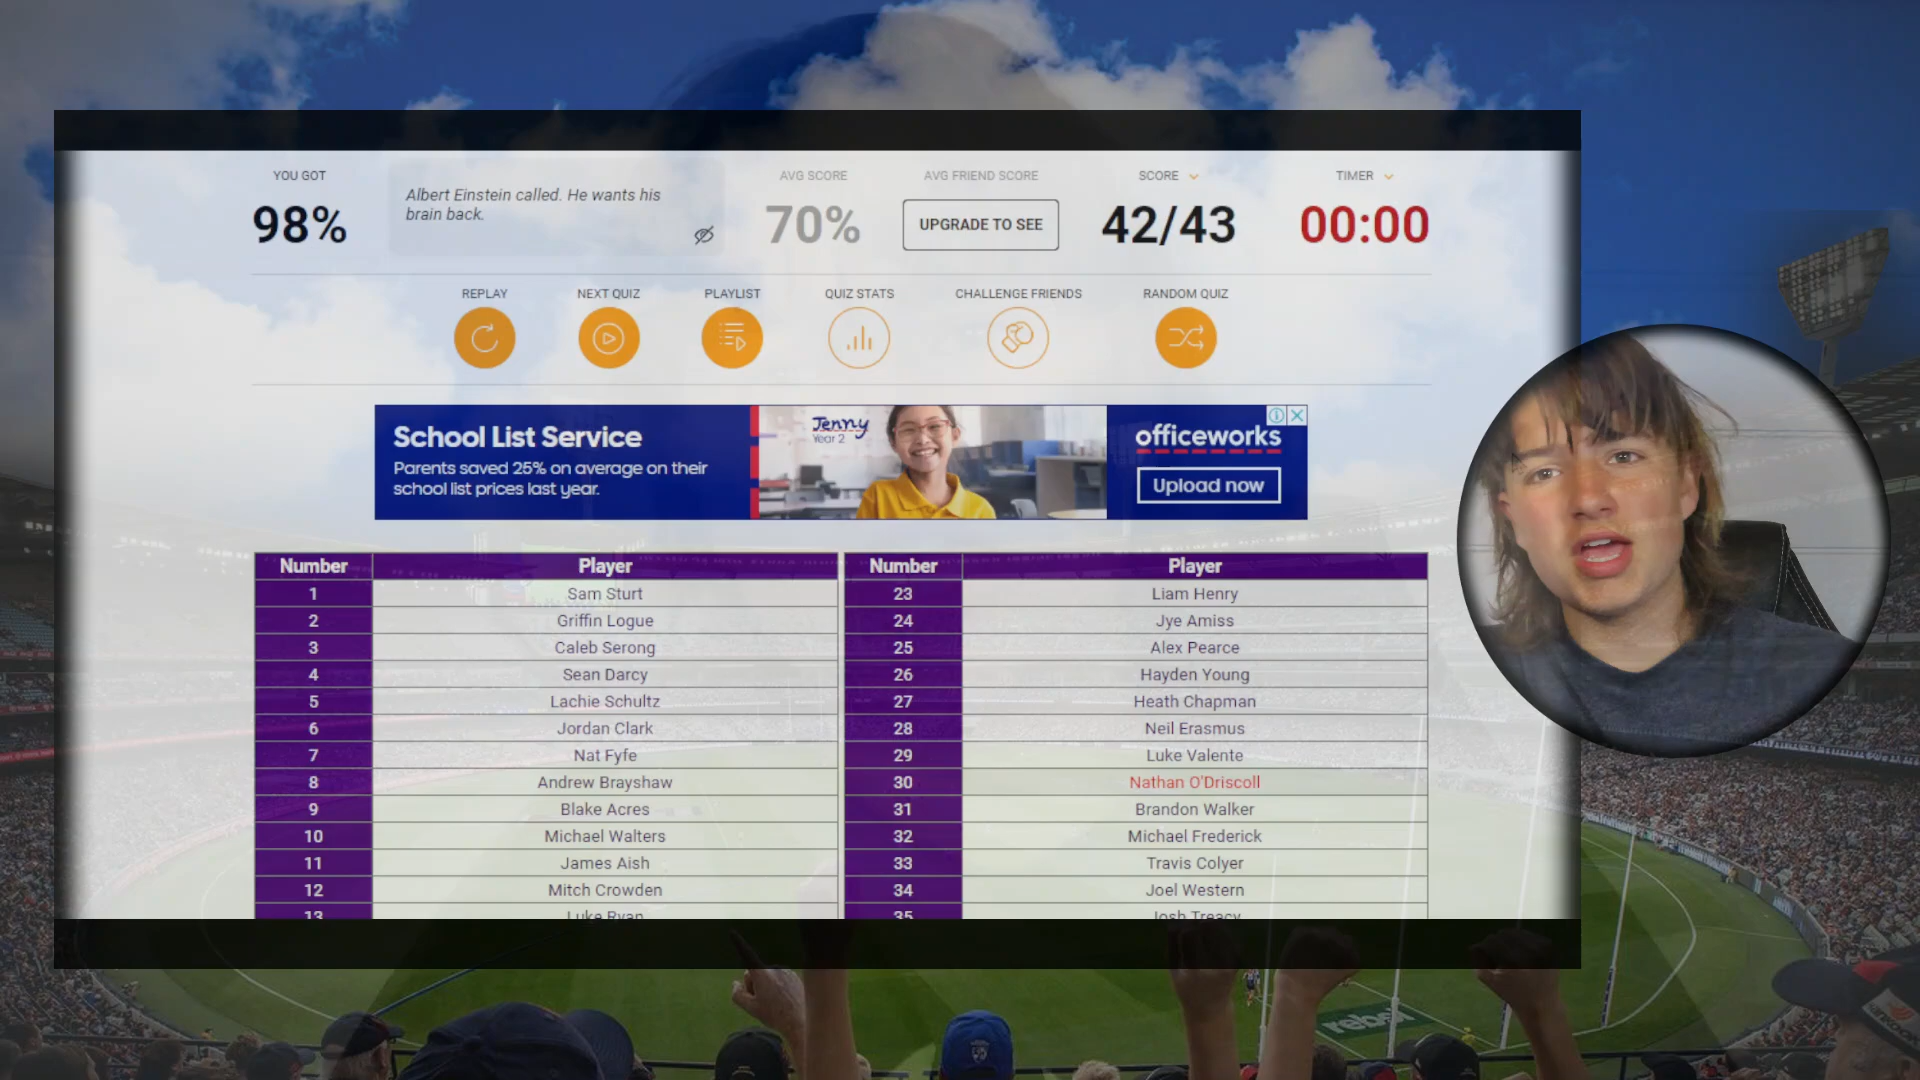 YOU GOT
98%
Albert Einstein called. He wants his
brain back.
AVG SCORE
70%
AVG FRIEND SCORE
UPGRADE TO SEE
SCORE
42/43
TIMER
00:00
REPLAY
NEXT QUIZ
PLAYLIST
QUIZ STATS
CHALLENGE FRIENDS
RANDOM QUIZ
School List Service
Parents saved 25% on average on their
school list prices last year.
Jenny
Year 2
officeworks
Upload now
Number Player Number Player
1 Sam Sturt 23 Liam Henry
2 Griffin Logue 24 Jye Amiss
3 Caleb Serong 25 Alex Pearce
4 Sean Darcy 26 Hayden Young
5 Lachie Schultz 27 Heath Chapman
6 Jordan Clark 28 Neil Erasmus
7 Nat Fyfe 29 Luke Valente
8 Andrew Brayshaw 30 Nathan O'Driscoll
9 Blake Acres 31 Brandon Walker
10 Michael Walters 32 Michael Frederick
11 James Aish 33 Travis Colyer
12 Mitch Crowden 34 Joel Western
13 Luke Ryan 35 Josh Treacy
rebel